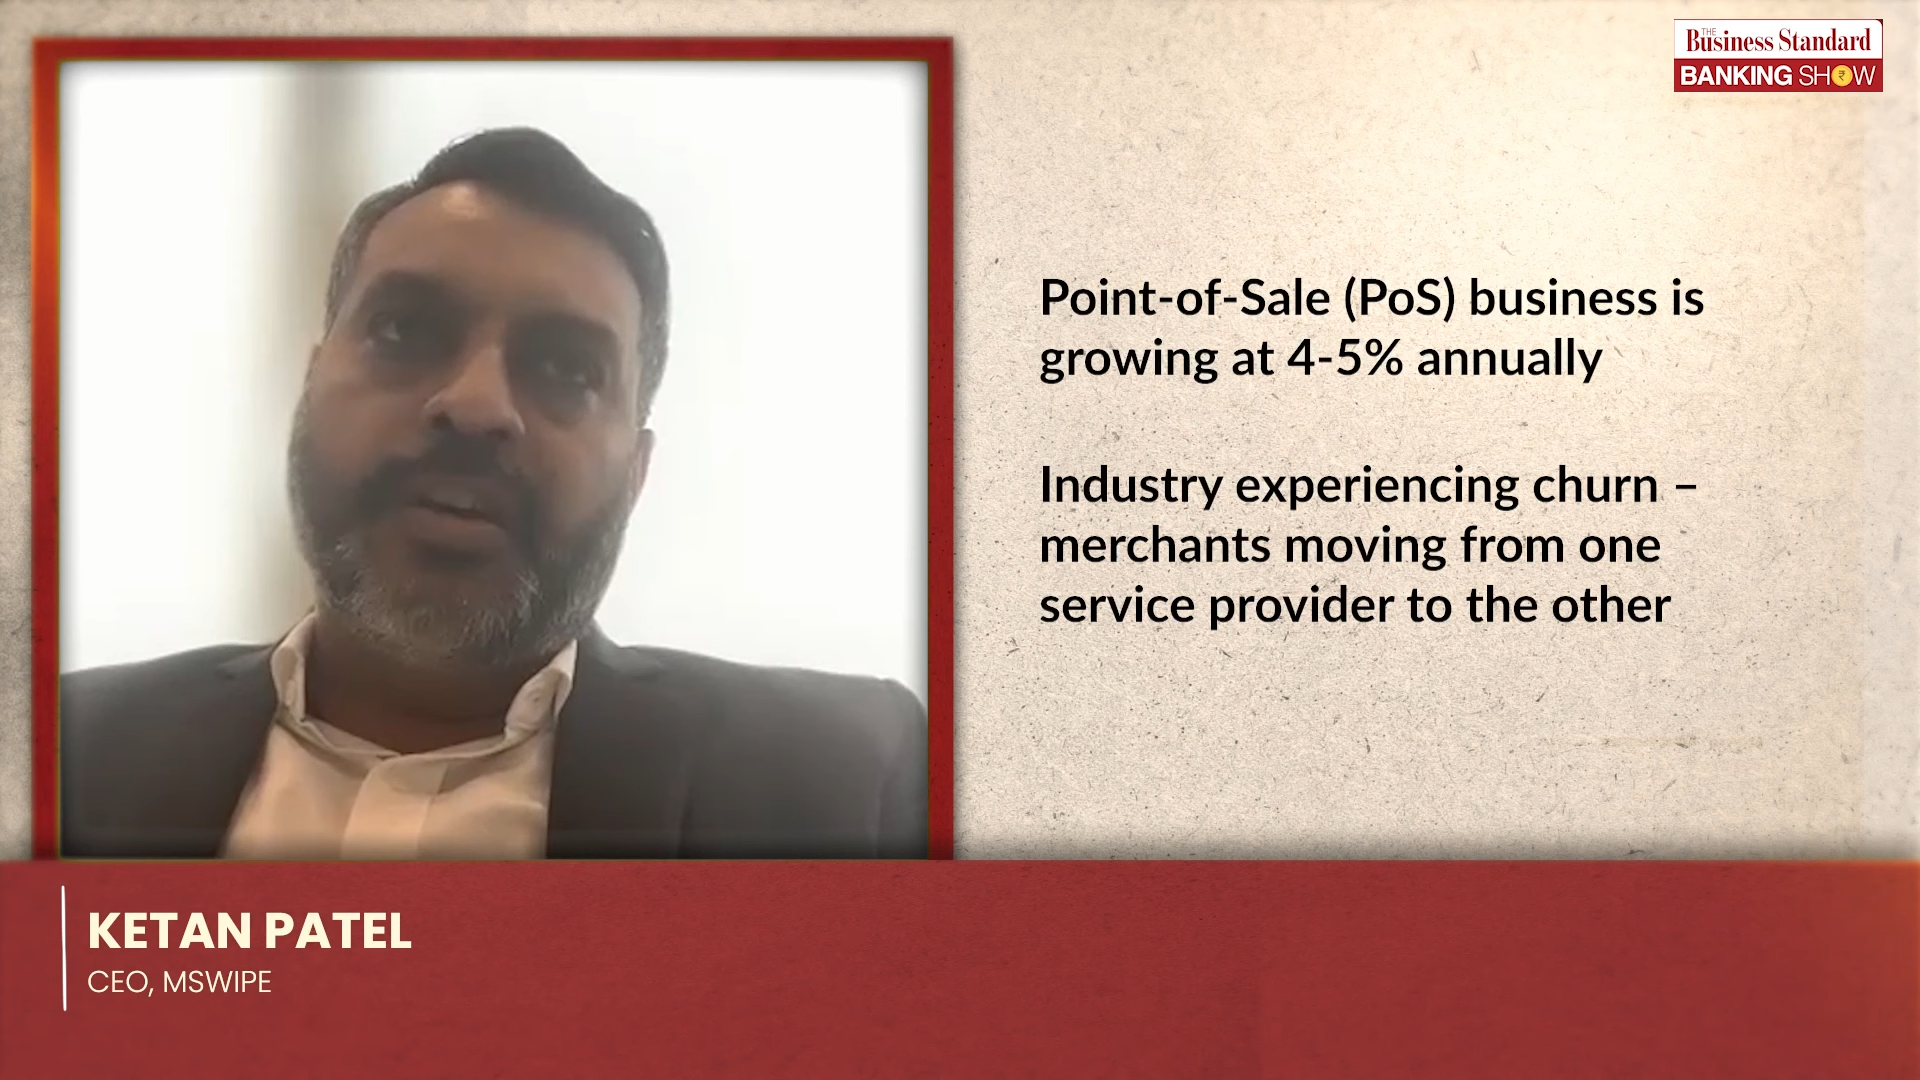 THE
Business Standard
BANKING SHOW
Point-of-Sale (PoS) business is
growing at 4-5% annually
Industry experiencing churn –
merchants moving from one
service provider to the other
KETAN PATEL
CEO, MSWIPE